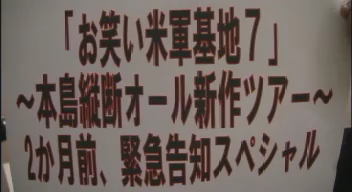 「お笑い米軍基地7」
~本島縦断オール新作ツアー~
2か月前、緊急告知スペシャル